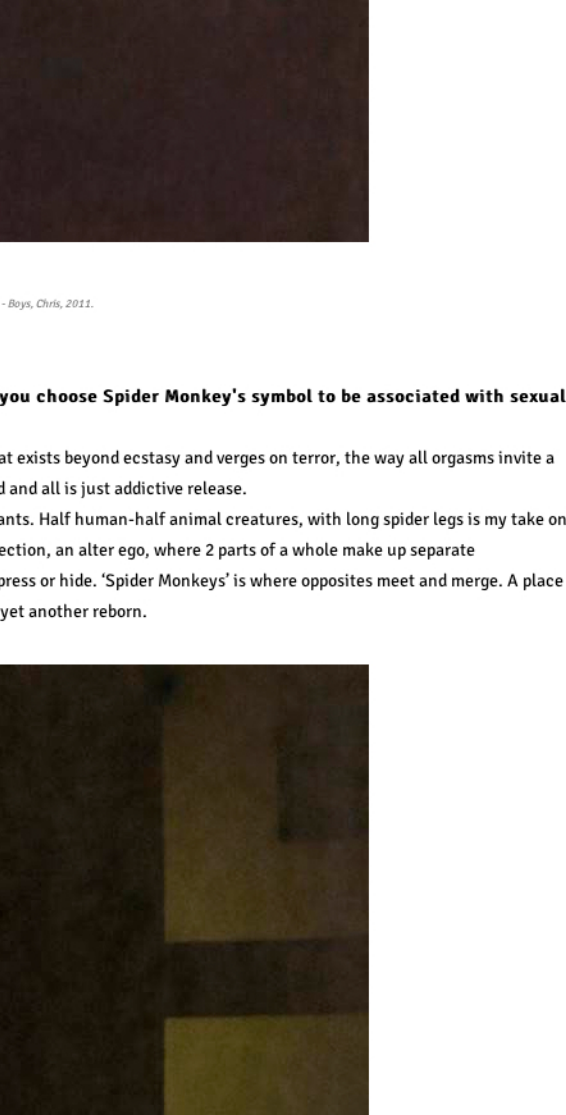 - Boys, Chris, 2011.
you choose Spider Monkey's symbol to be associated with sexual
at exists beyond ecstasy and verges on terror, the way all orgasms invite a
d and all is just addictive release.
ants. Half human-half animal creatures, with long spider legs is my take on
ection, an alter ego, where 2 parts of a whole make up separate
press or hide. ‘Spider Monkeys’ is where opposites meet and merge. A place
yet another reborn.